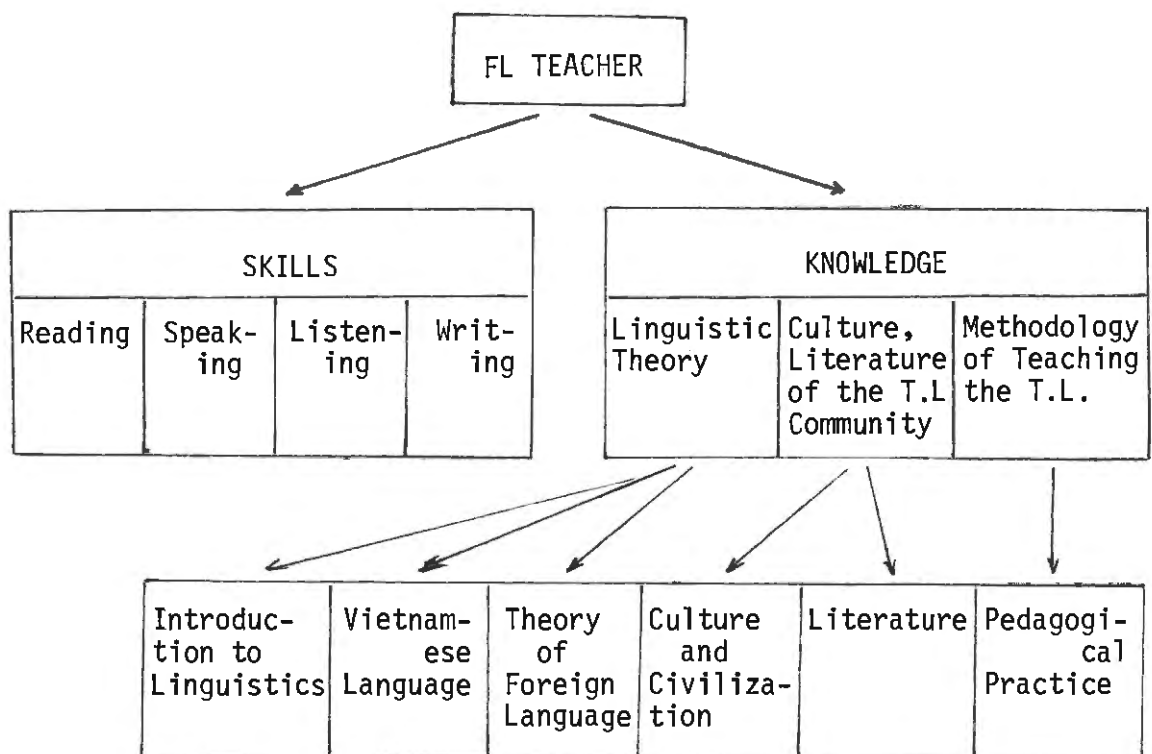 FL TEACHER
SKILLS
Reading
Speak-
ing
Listen-
ing
Writ-
ing
KNOWLEDGE
Linguistic
Theory
Culture,
Literature
of the T.L
Community
Methodology
of Teaching
the T.L.
Introduc-
tion to
Linguistics
Vietnam-
ese
Language
Theory
of
Foreign
Language
Culture
and
Civiliza-
tion
Literature
Pedagogi-
cal
Practice